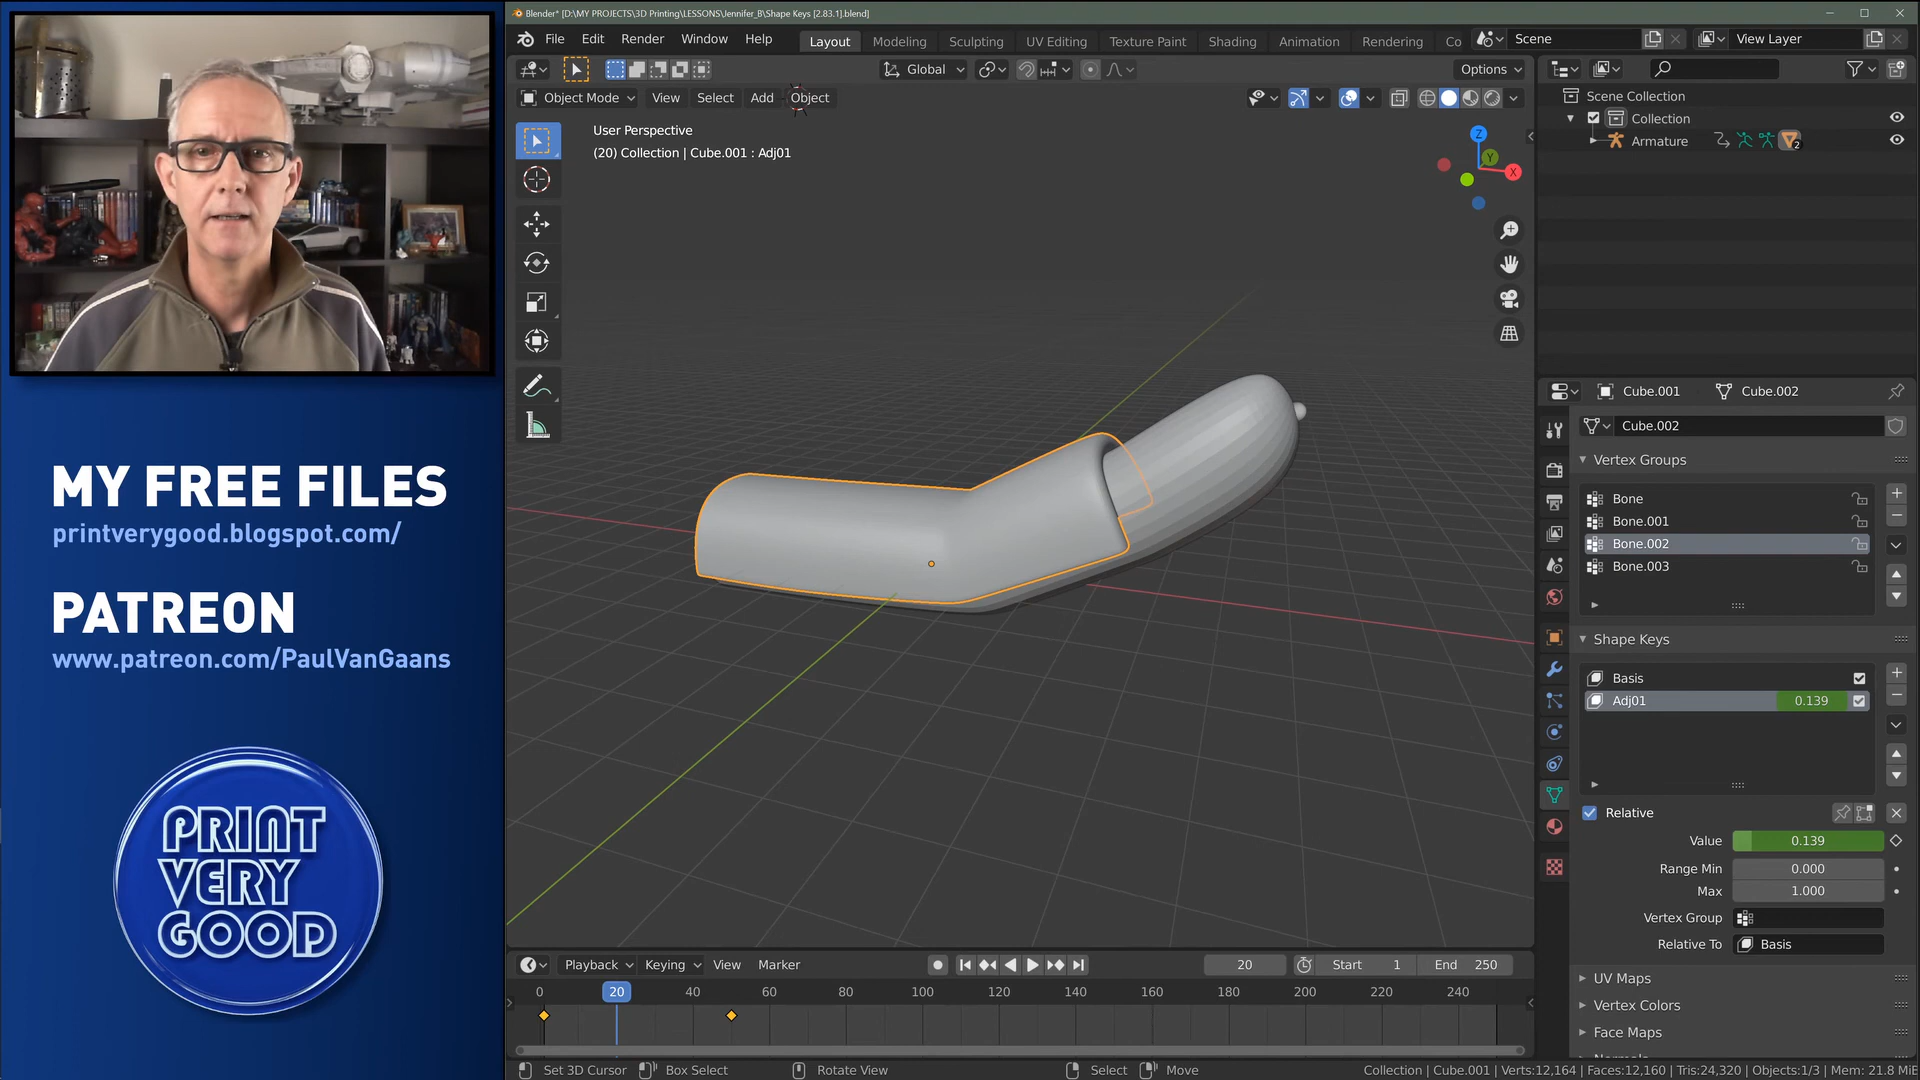 Blender* [D:\MY PROJECTS\3D Printing\LESSONS\Jennifer_B\Shape Keys [2.83.1].blend]
File Edit Render Window Help Layout Modeling Sculpting UV Editing Texture Paint Shading Animation Rendering Co Scene View Layer
Global Options
Object Mode View Select Add Object
User Perspective
(20) Collection | Cube.001 : Adj01
Z
Y
X
Scene Collection
Collection
Armature 2
Cube.001 Cube.002
Cube.002
Vertex Groups
Bone
Bone.001
Bone.002
Bone.003
Shape Keys
Basis
Adj01 0.139
Relative
Value 0.139
Range Min 0.000
Max 1.000
Vertex Group
Relative To Basis
UV Maps
Vertex Colors
Face Maps
MY FREE FILES
printverygood.blogspot.com/
PATREON
www.patreon.com/PaulVanGaans
PRINT
VERY
GOOD
Playback Keying View Marker 20 Start 1 End 250
0 20 40 60 80 100 120 140 160 180 200 220 240
Set 3D Cursor Box Select Rotate View Select Move Collection | Cube.001 | Verts:12,164 | Faces:12,160 | Tris:24,320 | Objects:1/3 | Mem: 21.8 MiE